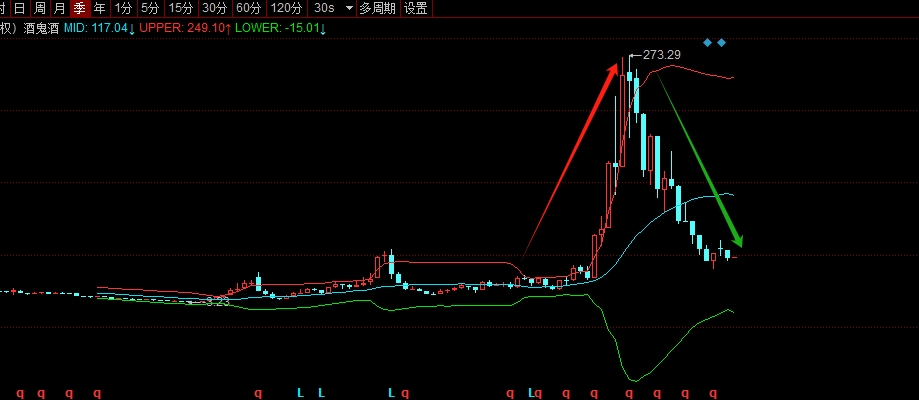 时 日 周 月 季 年 1分 5分 15分 30分 60分 120分 30s 多周期 设置
权）酒鬼酒 MID: 117.04↓ UPPER: 249.10↑ LOWER: -15.01↓
273.29
3.23
q q q q q L L L q q Lq q q q q q q